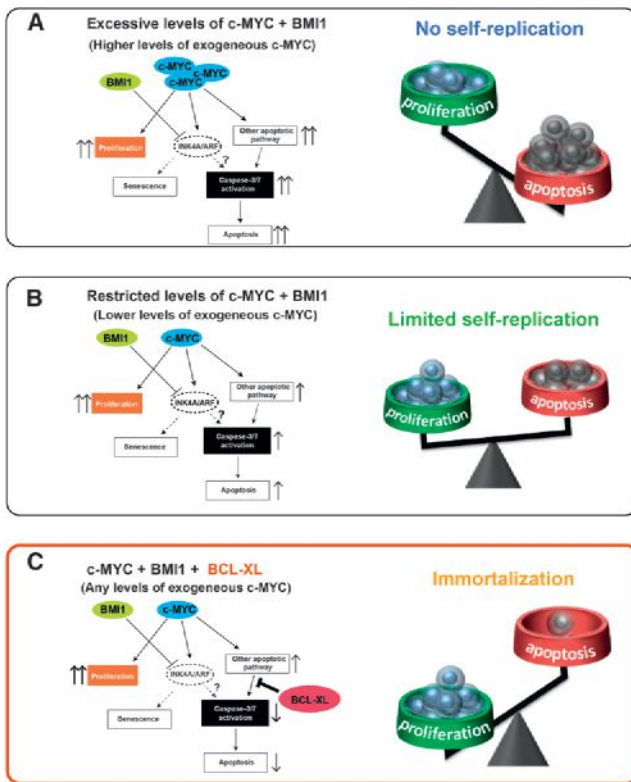 A
Excessive levels of c-MYC + BMI1
(Higher levels of exogeneous c-MYC)
No self-replication
c-MYC
c-MYC
c-MYC
BMI1
Proliferation
INK4A/ARF
Other apoptotic
pathway
?
Senescence
Caspase-3/7
activation
Apoptosis
proliferation
apoptosis
B
Restricted levels of c-MYC + BMI1
(Lower levels of exogeneous c-MYC)
Limited self-replication
BMI1
c-MYC
Proliferation
INK4A/ARF
Other apoptotic
pathway
?
Senescence
Caspase-3/7
activation
Apoptosis
proliferation
apoptosis
C
c-MYC + BMI1 + BCL-XL
(Any levels of exogeneous c-MYC)
Immortalization
BMI1
c-MYC
Proliferation
INK4A/ARF
Other apoptotic
pathway
?
BCL-XL
Senescence
Caspase-3/7
activation
Apoptosis
apoptosis
proliferation